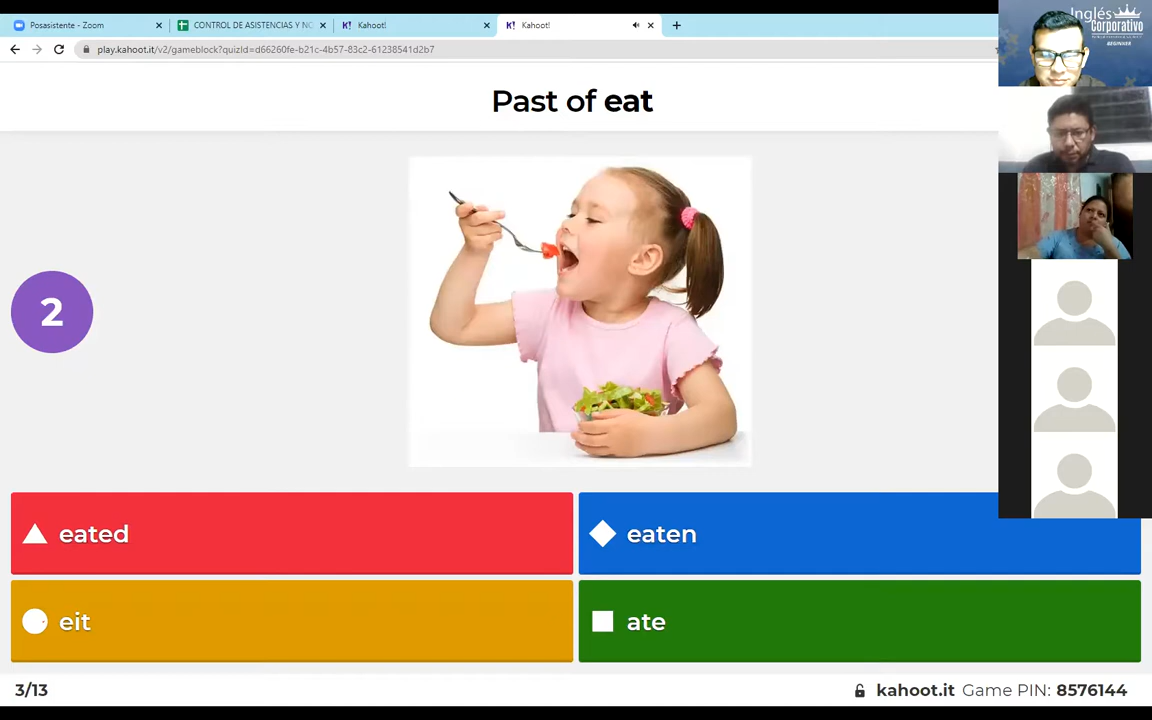 Posasistente - Zoom
CONTROL DE ASISTENCIAS Y NO
Kahoot!
Kahoot!
play.kahoot.it/v2/gameblock?quizId=d66260fe-b21c-4b57-83c2-61238541d2b7
Inglés
Corporativo
BEGINNER
Past of eat
2
eated
eaten
eit
ate
3/13
kahoot.it Game PIN: 8576144